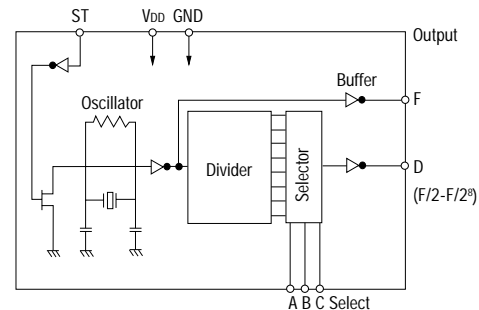 ST
VDD GND
Output
Buffer
Oscillator
F
Divider
Selector
D
(F/2-F/2⁸)
A B C Select